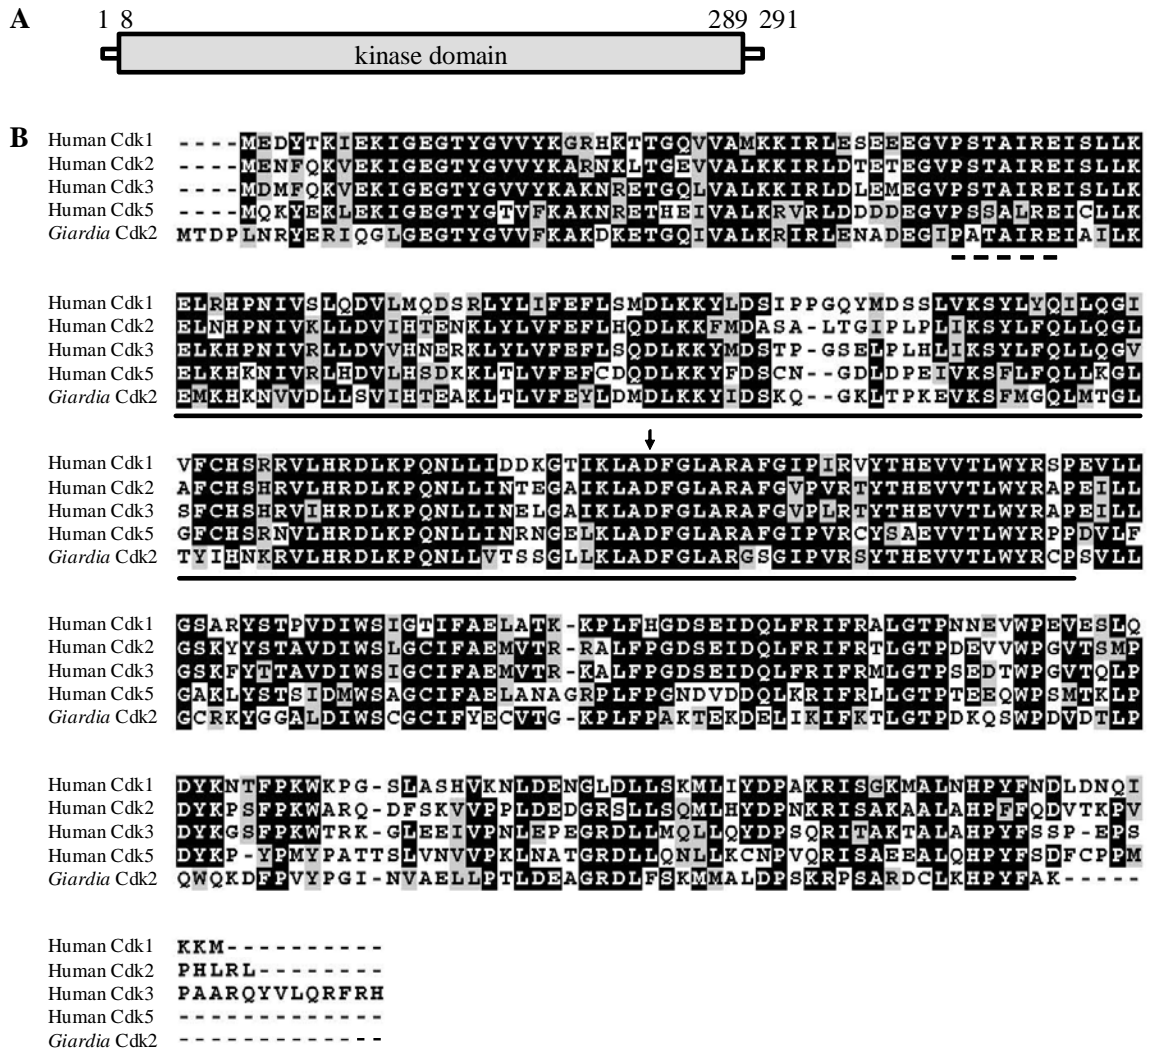 A
1 8 289 291
kinase domain
B
Human Cdk1 ----MEDYTKIEKIGEGTYGVVYKGRHKTTGQVVAMKKIRLESEEEGVPSTAIREISLLK
Human Cdk2 ----MENFQKVEKIGEGTYGVVYKARNKLTGEVVALKKIRLDTETEGVPSTAIREISLLK
Human Cdk3 ----MDMFQKVEKIGEGTYGVVYKAKNRETGQLVALKKIRLDLEMEGVPSTAIREISLLK
Human Cdk5 ----MQKYEKLEKIGEGTYGTVFKAKNRETHEIVALKRVRLDDDDEGVPSSALREICLLK
Giardia Cdk2 MTDPLNRYERIQGLGEGTYGVVFKAKDKETGQIVALKRIRLENADEGIPATAIREIAILK
Human Cdk1 ELRHPNIVSLQDVLMQDSRLYLIFEFLSMDLKKYLDSIPPGQYMDSSLVKSYLYQILQGI
Human Cdk2 ELNHPNIVKLLDVIHTENKLYLVFEFLHQDLKKFMDASA-LTGIPLPLIKSYLFQLLQGL
Human Cdk3 ELKHPNIVRLLDVVHNERKLYLVFEFLSQDLKKYMDSTP-GSELPLHLIKSYLFQLLQGV
Human Cdk5 ELKHKNIVRLHDVLHSDKKLTLVFEFCDQDLKKYFDSCN--GDLDPEIVKSFLFQLLKGL
Giardia Cdk2 EMKHKNVVDLLSVIHTEAKLTLVFEYLDMDLKKYIDSKQ--GKLTPKEVKSFMGQLMTGL
Human Cdk1 VFCHSRRVLHRDLKPQNLLIDDKGTIKLADFGLARAFGIPIRVYTHEVVTLWYRSPEVLL
Human Cdk2 AFCHSHRVLHRDLKPQNLLINTEGAIKLADFGLARAFGVPVRTYTHEVVTLWYRAPEILL
Human Cdk3 SFCHSHRVIHRDLKPQNLLINELGAIKLADFGLARAFGVPLRTYTHEVVTLWYRAPEILL
Human Cdk5 GFCHSRNVLHRDLKPQNLLINRNGELKLADFGLARAFGIPVRCYSAEVVTLWYRPPDVLF
Giardia Cdk2 TYIHNKRVLHRDLKPQNLLVTSSGLLKLADFGLARGSGIPVRSYTHEVVTLWYRCPSVLL
Human Cdk1 GSARYSTPVDIWSIGTIFAELATK-KPLFHGDSEIDQLFRIFRALGTPNNEVWPEVESLQ
Human Cdk2 GSKYYSTAVDIWSLGCIFAEMVTR-RALFPGDSEIDQLFRIFRTLGTPDEVVWPGVTSMP
Human Cdk3 GSKFYTTAVDIWSIGCIFAEMVTR-KALFPGDSEIDQLFRIFRMLGTPSEDTWPGVTQLP
Human Cdk5 GAKLYSTSIDMWSAGCIFAELANAGRPLFPGNDVDDQLKRIFRLLGTPTEEQWPSMTKLP
Giardia Cdk2 GCRKYGGALDIWSCGCIFYECVTG-KPLFPAKTEKDELIKIFKTLGTPDKQSWPDVDTLP
Human Cdk1 DYKNTFPKWKPG-SLASHVKNLDENGLDLLSKMLIYDPAKRISGKMALNHPYFNDLDNQI
Human Cdk2 DYKPSFPKWARQ-DFSKVVPPLDEDGRSLLSQMLHYDPNKRISAKAALAHPFFQDVTKPV
Human Cdk3 DYKGSFPKWTRK-GLEEIVPNLEPEGRDLLMQLLQYDPSQRITAKTALAHPYFSSP-EPS
Human Cdk5 DYKP-YPMYPATTSLVNVVPKLNATGRDLLQNLLKCNPVQRISAEEALQHPYFSDFCPPM
Giardia Cdk2 QWQKDFPVYPGI-NVAELLPTLDEAGRDLFSKMMALDPSKRPSARDCLKHPYFAK-----
Human Cdk1 KKM----------
Human Cdk2 PHLRL--------
Human Cdk3 PAARQYVLQRFRH
Human Cdk5 -------------
Giardia Cdk2 -------------